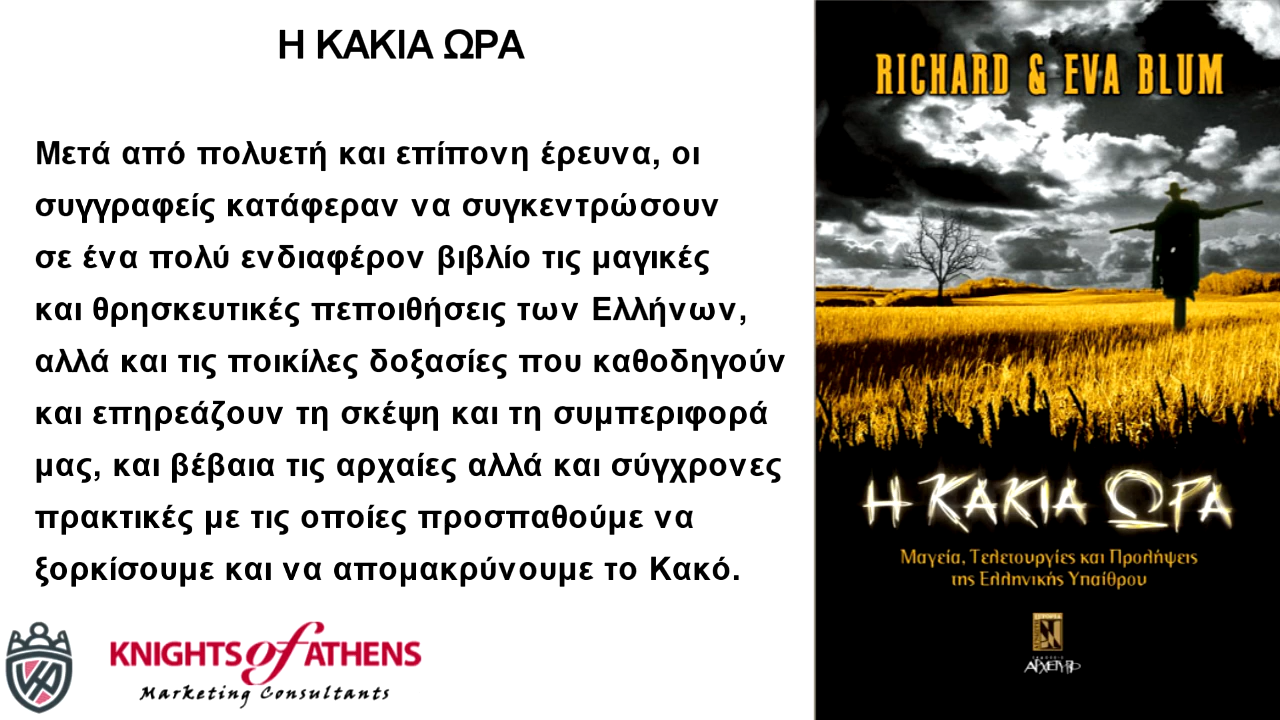 Η ΚΑΚΙΑ ΩΡΑ
Μετά από πολυετή και επίπονη έρευνα, οι
συγγραφείς κατάφεραν να συγκεντρώσουν
σε ένα πολύ ενδιαφέρον βιβλίο τις μαγικές
και θρησκευτικές πεποιθήσεις των Ελλήνων,
αλλά και τις ποικίλες δοξασίες που καθοδηγούν
και επηρεάζουν τη σκέψη και τη συμπεριφορά
μας, και βέβαια τις αρχαίες αλλά και σύγχρονες
πρακτικές με τις οποίες προσπαθούμε να
ξορκίσουμε και να απομακρύνουμε το Κακό.
KNIGHTS of ATHENS
Marketing Consultants
RICHARD & EVA BLUM
Η ΚΑΚΙΑ ΩΡΑ
Μαγεία, Τελετουργίες και Προλήψεις
της Ελληνικής Υπαίθρου
ΑΡΧΕΤΥΠΟ